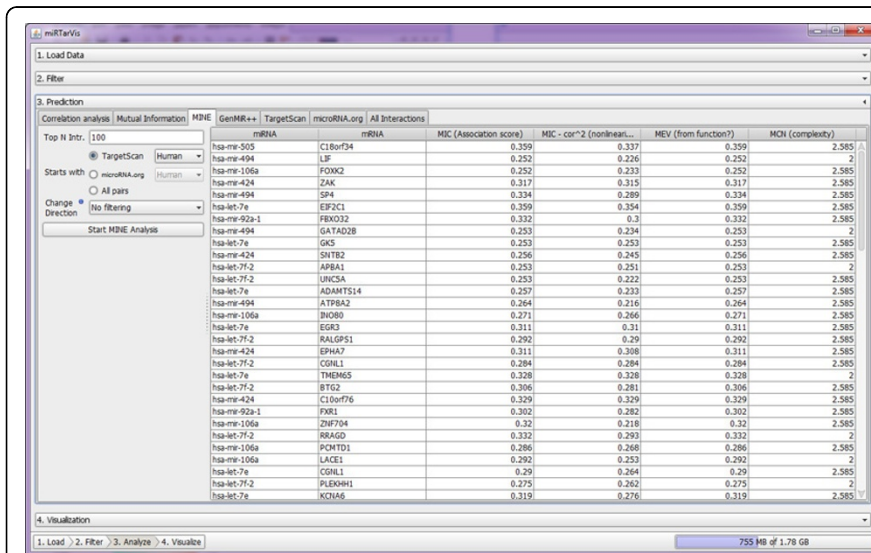 miRTarVis
1. Load Data
2. Filter
3. Prediction
Correlation analysis Mutual Information MINE GenMiR++ TargetScan microRNA.org All Interactions
Top N Intr. 100
TargetScan Human
Starts with microRNA.org Human
All pairs
Change Direction No filtering
Start MINE Analysis
mRNA mRNA MIC (Association score) MIC - cor^2 (nonlineari... MEV (from function?) MCN (complexity)
hsa-mir-505 C18orf34 0.359 0.337 0.359 2.585
hsa-mir-494 LIF 0.252 0.226 0.252 2
hsa-mir-106a FOXK2 0.252 0.233 0.252 2.585
hsa-mir-424 ZAK 0.317 0.315 0.317 2.585
hsa-mir-494 SP4 0.334 0.289 0.334 2.585
hsa-let-7e EIF2C1 0.359 0.354 0.359 2.585
hsa-mir-92a-1 FBXO32 0.332 0.3 0.332 2.585
hsa-mir-494 GATAD2B 0.253 0.234 0.253 2
hsa-let-7e GK5 0.253 0.253 0.253 2.585
hsa-mir-424 SNTB2 0.256 0.245 0.256 2.585
hsa-let-7f-2 APBA1 0.253 0.251 0.253 2
hsa-let-7f-2 UNC5A 0.253 0.222 0.253 2.585
hsa-let-7e ADAMTS14 0.257 0.233 0.257 2.585
hsa-mir-494 ATP8A2 0.264 0.216 0.264 2.585
hsa-mir-106a INO80 0.271 0.266 0.271 2.585
hsa-let-7e EGR3 0.311 0.31 0.311 2.585
hsa-let-7f-2 RALGPS1 0.292 0.29 0.292 2.585
hsa-mir-424 EPHA7 0.311 0.308 0.311 2.585
hsa-let-7f-2 CGNL1 0.284 0.284 0.284 2.585
hsa-let-7e TMEM65 0.328 0.328 0.328 2
hsa-let-7f-2 BTG2 0.306 0.281 0.306 2.585
hsa-mir-424 C10orf76 0.329 0.329 0.329 2.585
hsa-mir-92a-1 FXR1 0.302 0.282 0.302 2.585
hsa-mir-106a ZNF704 0.32 0.218 0.32 2.585
hsa-let-7f-2 RRAGD 0.332 0.293 0.332 2
hsa-mir-106a PCMTD1 0.286 0.268 0.286 2.585
hsa-mir-106a LACE1 0.292 0.253 0.292 2
hsa-let-7e CGNL1 0.29 0.264 0.29 2.585
hsa-let-7f-2 PLEKHH1 0.275 0.262 0.275 2
hsa-let-7e KCNA6 0.319 0.276 0.319 2.585
4. Visualization
1. Load 2. Filter 3. Analyze 4. Visualize 755 MB of 1.78 GB